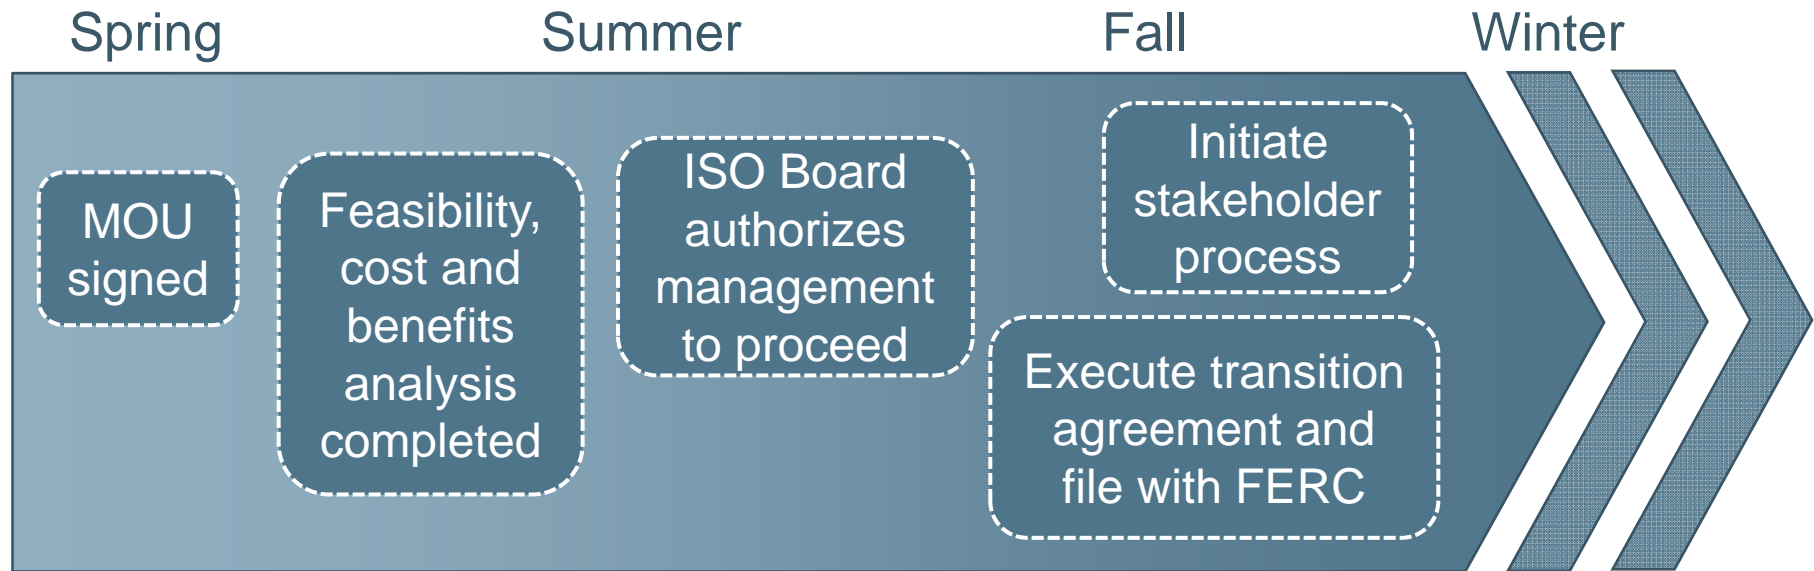 Spring Summer Fall Winter
MOU
signed
Feasibility,
cost and
benefits
analysis
completed
ISO Board
authorizes
management
to proceed
Initiate
stakeholder
process
Execute transition
agreement and
file with FERC